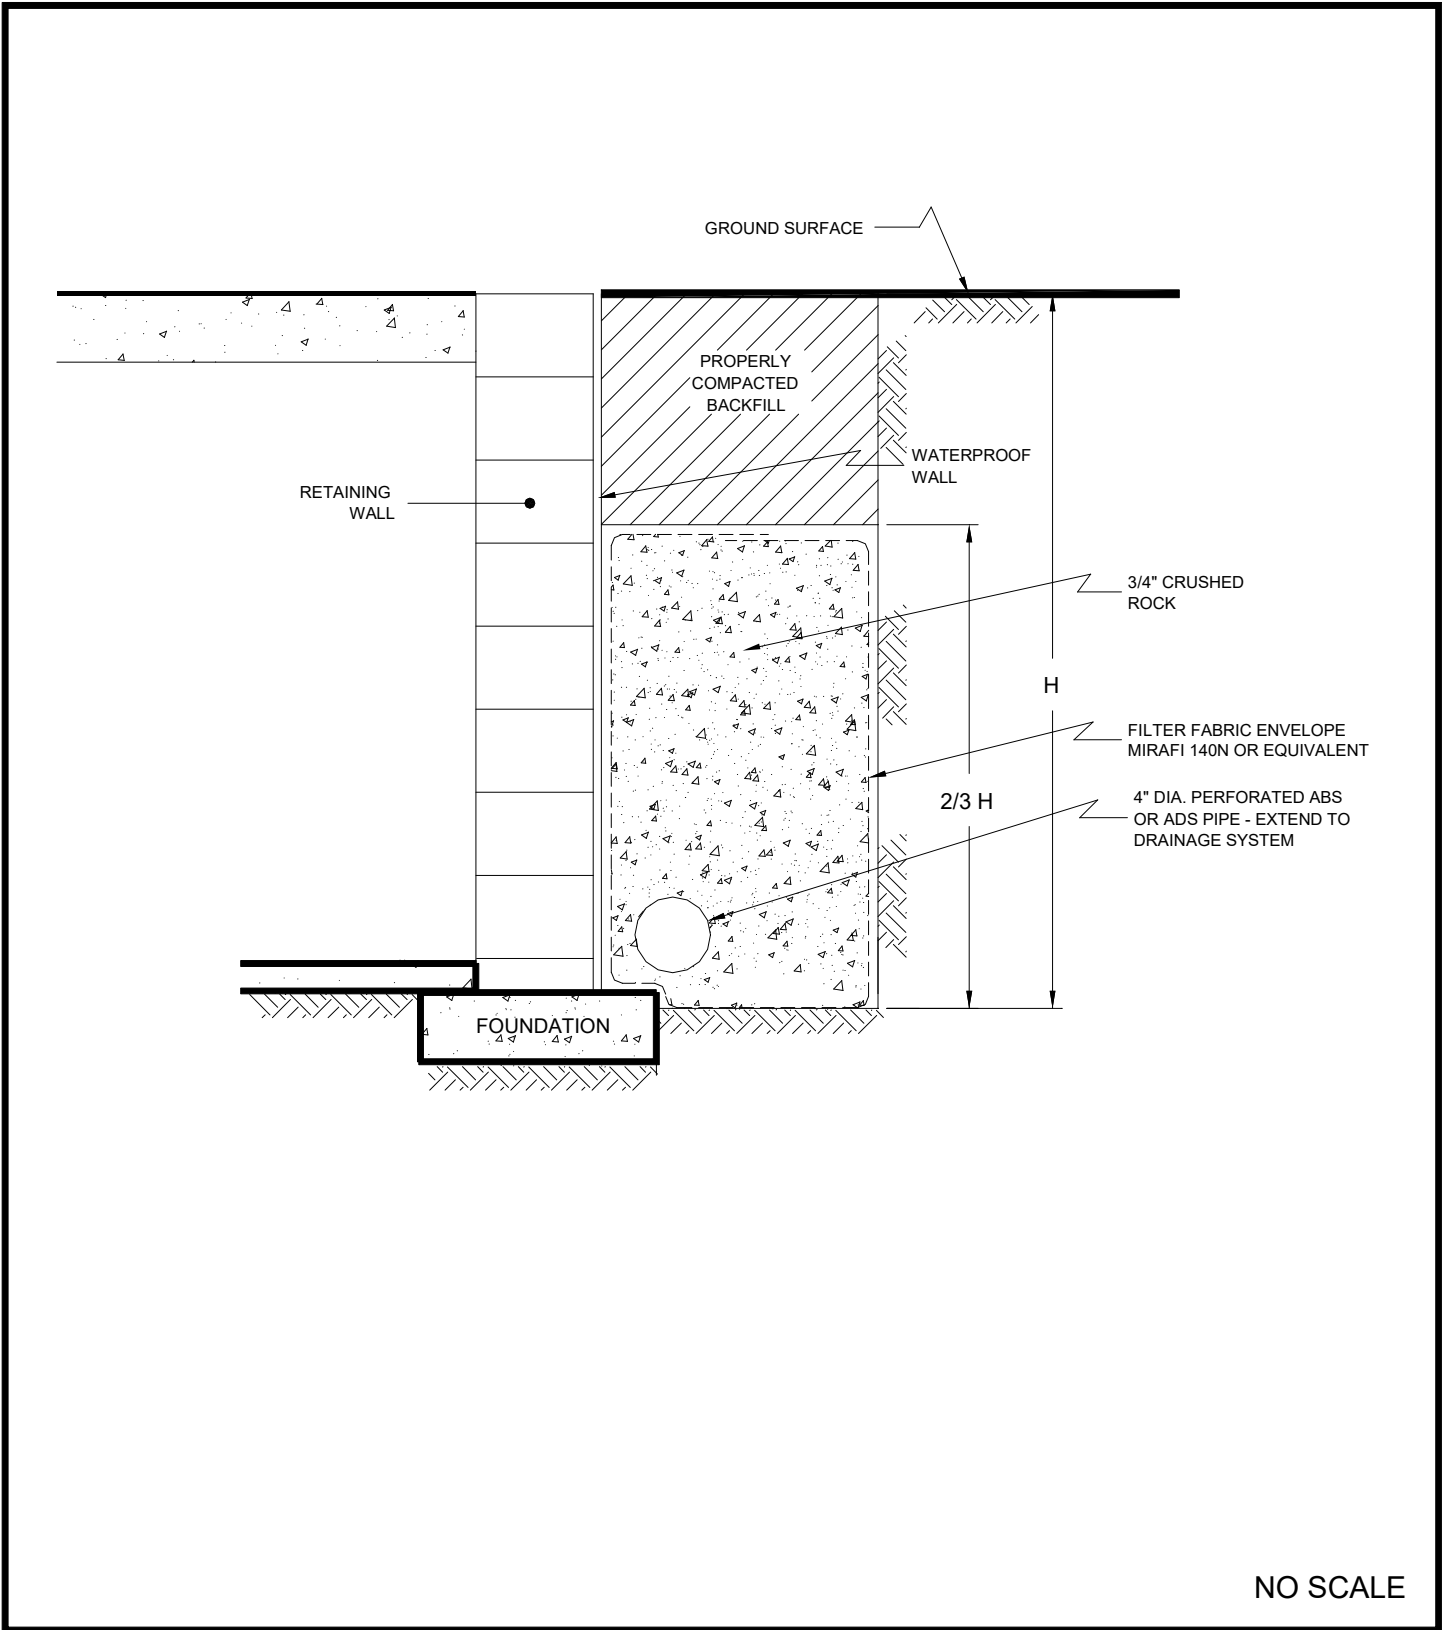 GROUND SURFACE
PROPERLY
COMPACTED
BACKFILL
WATERPROOF
WALL
RETAINING
WALL
3/4" CRUSHED
ROCK
H
FILTER FABRIC ENVELOPE
MIRAFI 140N OR EQUIVALENT
2/3 H
4" DIA. PERFORATED ABS
OR ADS PIPE - EXTEND TO
DRAINAGE SYSTEM
FOUNDATION
NO SCALE